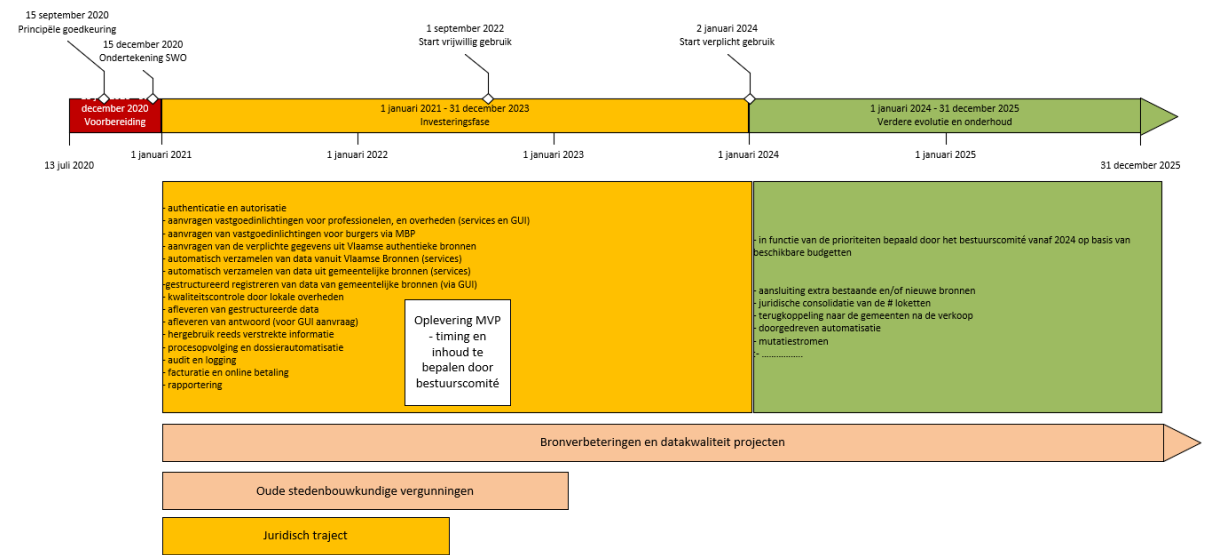 15 september 2020
Principële goedkeuring
15 december 2020
Ondertekening SWO
1 september 2022
Start vrijwillig gebruik
2 januari 2024
Start verplicht gebruik
december 2020
Voorbereiding
1 januari 2021 - 31 december 2023
Investeringsfase
1 januari 2024 - 31 december 2025
Verdere evolutie en onderhoud
13 juli 2020
1 januari 2021
1 januari 2022
1 januari 2023
1 januari 2024
1 januari 2025
31 december 2025
- authenticatie en autorisatie
- aanvragen vastgoedinlichtingen voor professionelen, en overheden (services en GUI)
- aanvragen van vastgoedinlichtingen voor burgers via MBP
- aanvragen van de verplichte gegevens uit Vlaamse authentieke bronnen
- automatisch verzamelen van data vanuit Vlaamse Bronnen (services)
- automatisch verzamelen van data uit gemeentelijke bronnen (services)
-gestructureerd registreren van data van gemeentelijke bronnen (via GUI)
- kwaliteitscontrole door lokale overheden
- afleveren van gestructureerde data
- afleveren van antwoord (voor GUI aanvraag)
- hergebruik reeds verstrekte informatie
- procesopvolging en dossierautomatisatie
- audit en logging
- facturatie en online betaling
- rapportering
Oplevering MVP
- timing en
inhoud te
bepalen door
bestuurscomité
- in functie van de prioriteiten bepaald door het bestuurscomité vanaf 2024 op basis van
beschikbare budgetten
- aansluiting extra bestaande en/of nieuwe bronnen
- juridische consolidatie van de # loketten
- terugkoppeling naar de gemeenten na de verkoop
- doorgedreven automatisatie
- mutatiestromen
:- ................
Bronverbeteringen en datakwaliteit projecten
Oude stedenbouwkundige vergunningen
Juridisch traject